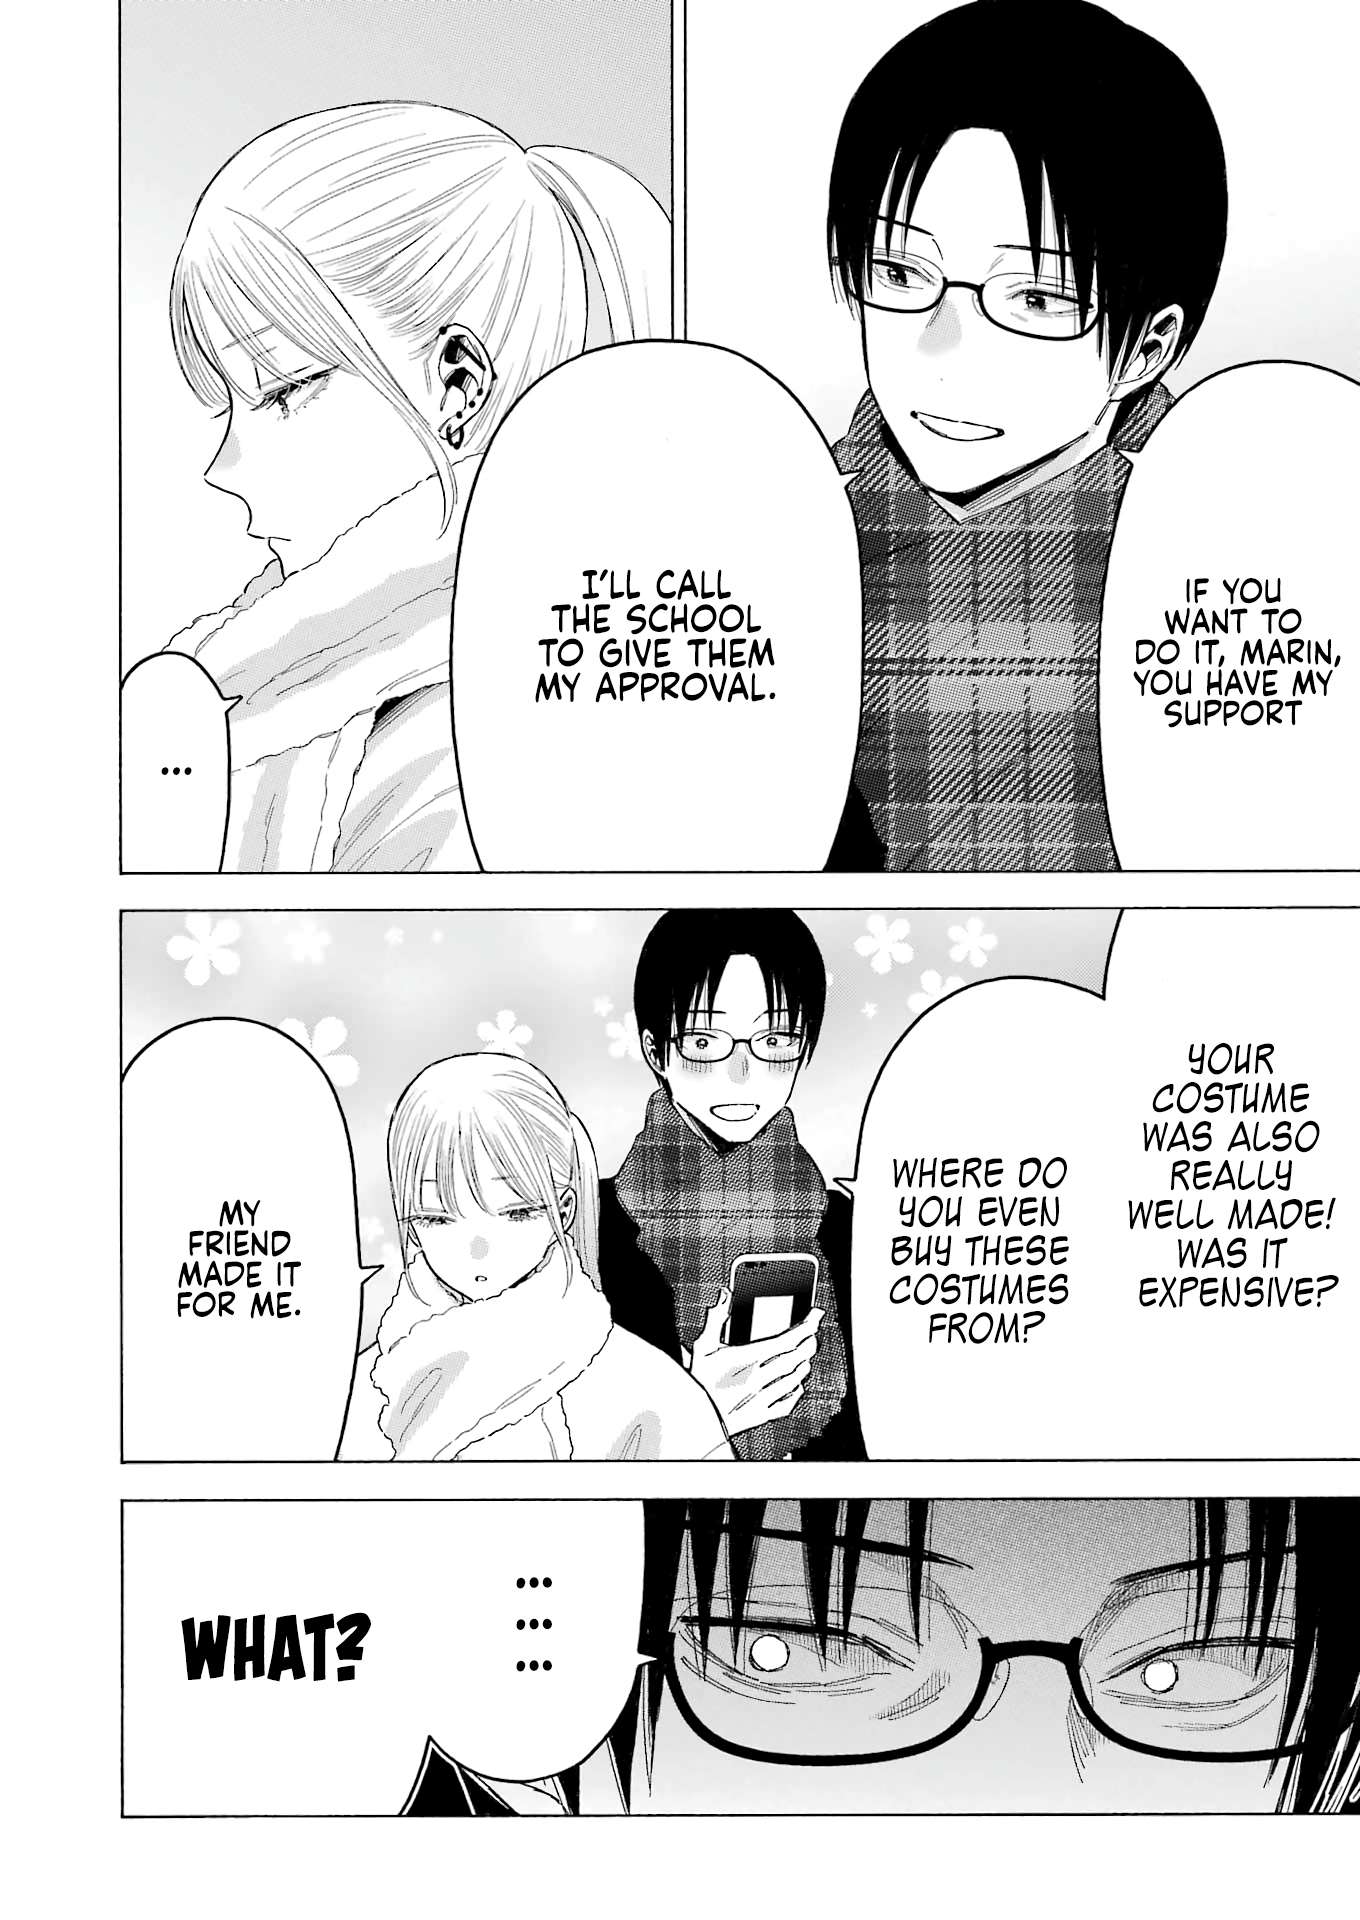 IF YOU
WANT TO
DO IT, MARIN,
YOU HAVE MY
SUPPORT
I'LL CALL
THE SCHOOL
TO GIVE THEM
MY APPROVAL.
...
YOUR
COSTUME
WAS ALSO
REALLY
WELL MADE!
WAS IT
EXPENSIVE?
WHERE DO
YOU EVEN
BUY THESE
COSTUMES
FROM?
MY
FRIEND
MADE IT
FOR ME.
...
...
...
WHAT?